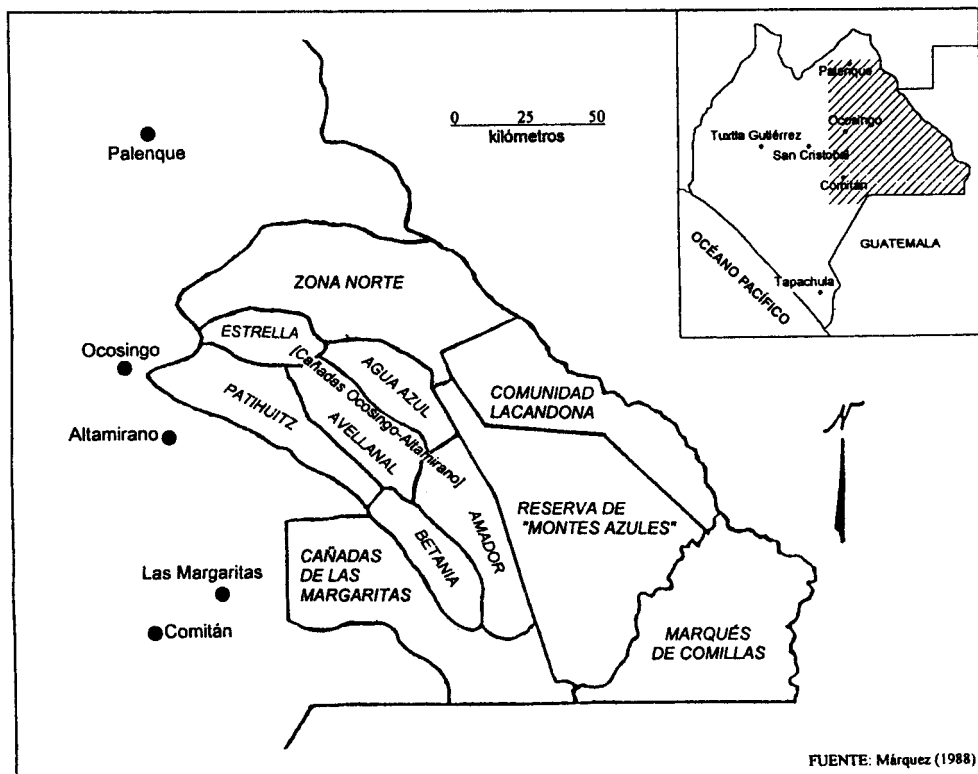 Palenque
0 25 50
kilómetros
ZONA NORTE
ESTRELLA
Ocosingo
AGUA AZUL
[Cañadas Ocosingo-Altamirano]
PATIHUITZ
AVELLANAL
COMUNIDAD
LACANDONA
Altamirano
RESERVA DE
"MONTES AZULES"
AMADOR
BETANIA
CAÑADAS
DE LAS
MARGARITAS
Las Margaritas
Comitán
MARQUÉS
DE COMILLAS
Palenque
Ocosingo
Tuxtla Gutiérrez
San Cristobal
Comitán
GUATEMALA
OCÉANO PACÍFICO
Tapachula
N
FUENTE: Márquez (1988)